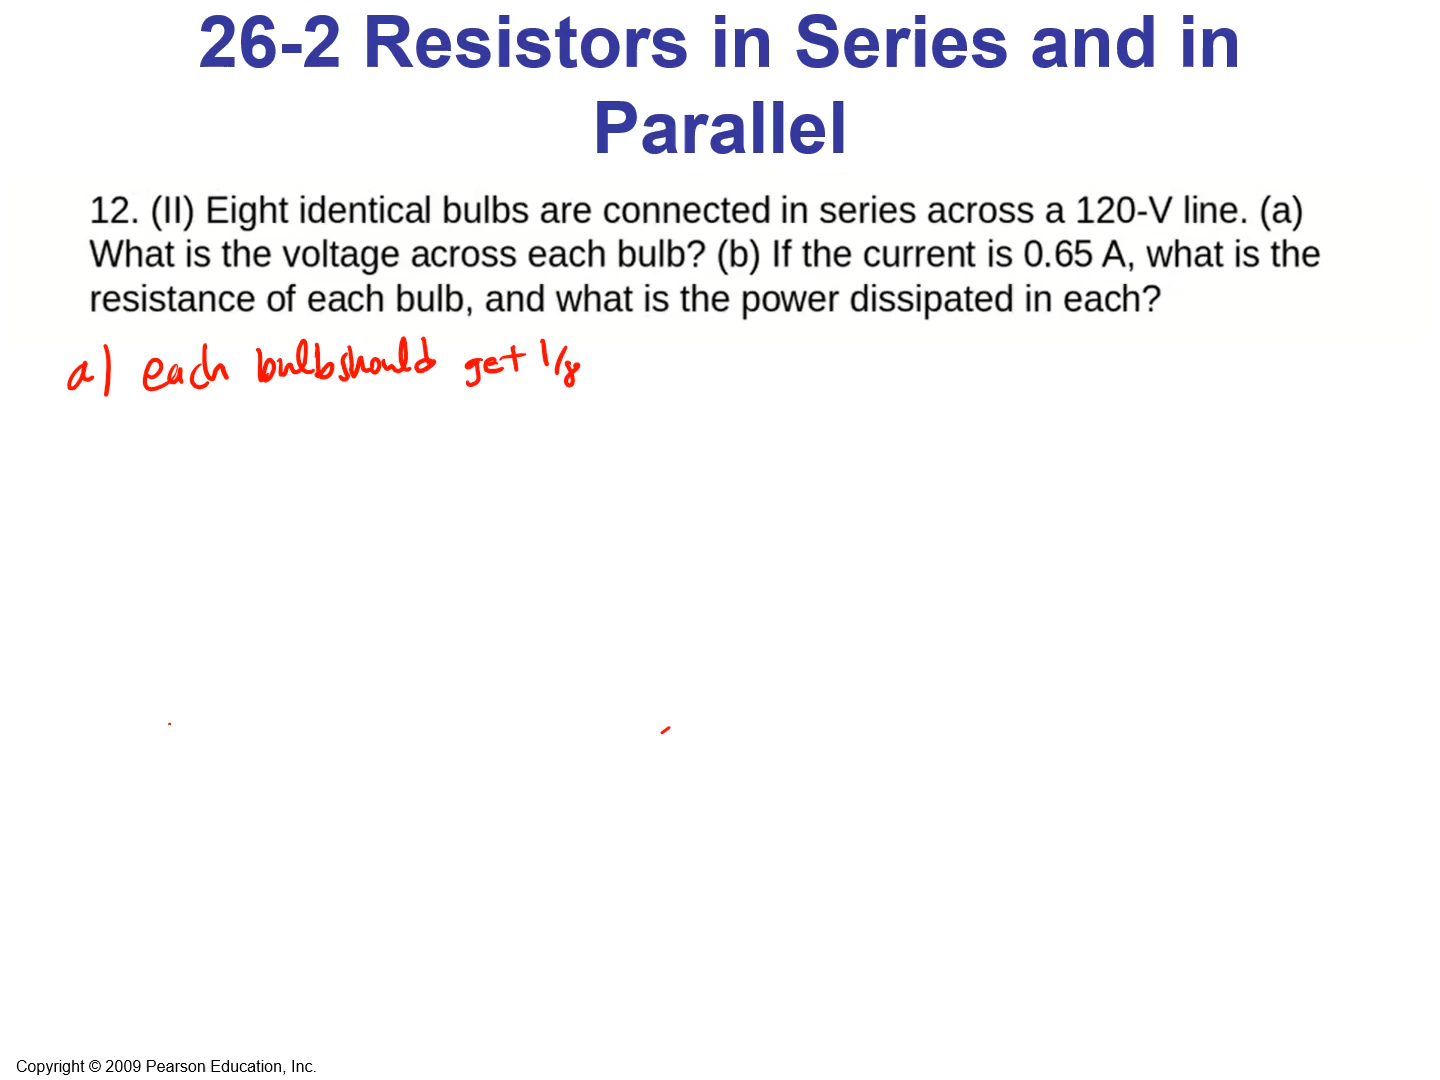 26-2 Resistors in Series and in
Parallel
12. (II) Eight identical bulbs are connected in series across a 120-V line. (a)
What is the voltage across each bulb? (b) If the current is 0.65 A, what is the
resistance of each bulb, and what is the power dissipated in each?
a) each bulb should get 1/8
Copyright © 2009 Pearson Education, Inc.